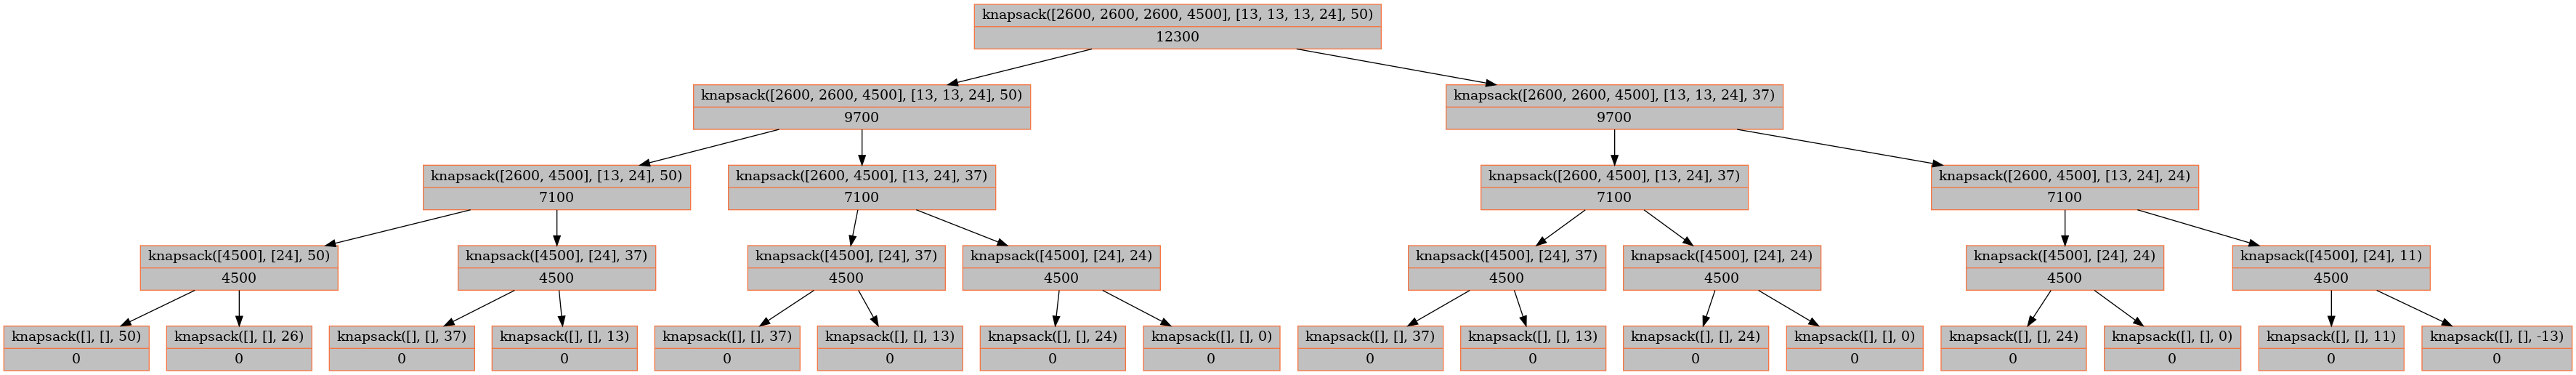 knapsack([2600, 2600, 2600, 4500], [13, 13, 13, 24], 50)
12300
knapsack([2600, 2600, 4500], [13, 13, 24], 50)
9700
knapsack([2600, 2600, 4500], [13, 13, 24], 37)
9700
knapsack([2600, 4500], [13, 24], 50)
7100
knapsack([2600, 4500], [13, 24], 37)
7100
knapsack([2600, 4500], [13, 24], 37)
7100
knapsack([2600, 4500], [13, 24], 24)
7100
knapsack([4500], [24], 50)
4500
knapsack([4500], [24], 37)
4500
knapsack([4500], [24], 37)
4500
knapsack([4500], [24], 24)
4500
knapsack([4500], [24], 37)
4500
knapsack([4500], [24], 24)
4500
knapsack([4500], [24], 24)
4500
knapsack([4500], [24], 11)
4500
knapsack([], [], 50)
0
knapsack([], [], 26)
0
knapsack([], [], 37)
0
knapsack([], [], 13)
0
knapsack([], [], 37)
0
knapsack([], [], 13)
0
knapsack([], [], 24)
0
knapsack([], [], 0)
0
knapsack([], [], 37)
0
knapsack([], [], 13)
0
knapsack([], [], 24)
0
knapsack([], [], 0)
0
knapsack([], [], 24)
0
knapsack([], [], 0)
0
knapsack([], [], 11)
0
knapsack([], [], -13)
0